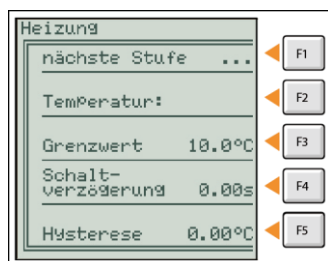 Heizung
nächste Stufe ... F1
Temperatur: F2
Grenzwert 10.0°C F3
Schalt-
verzögerung 0.00s F4
Hysterese 0.00°C F5